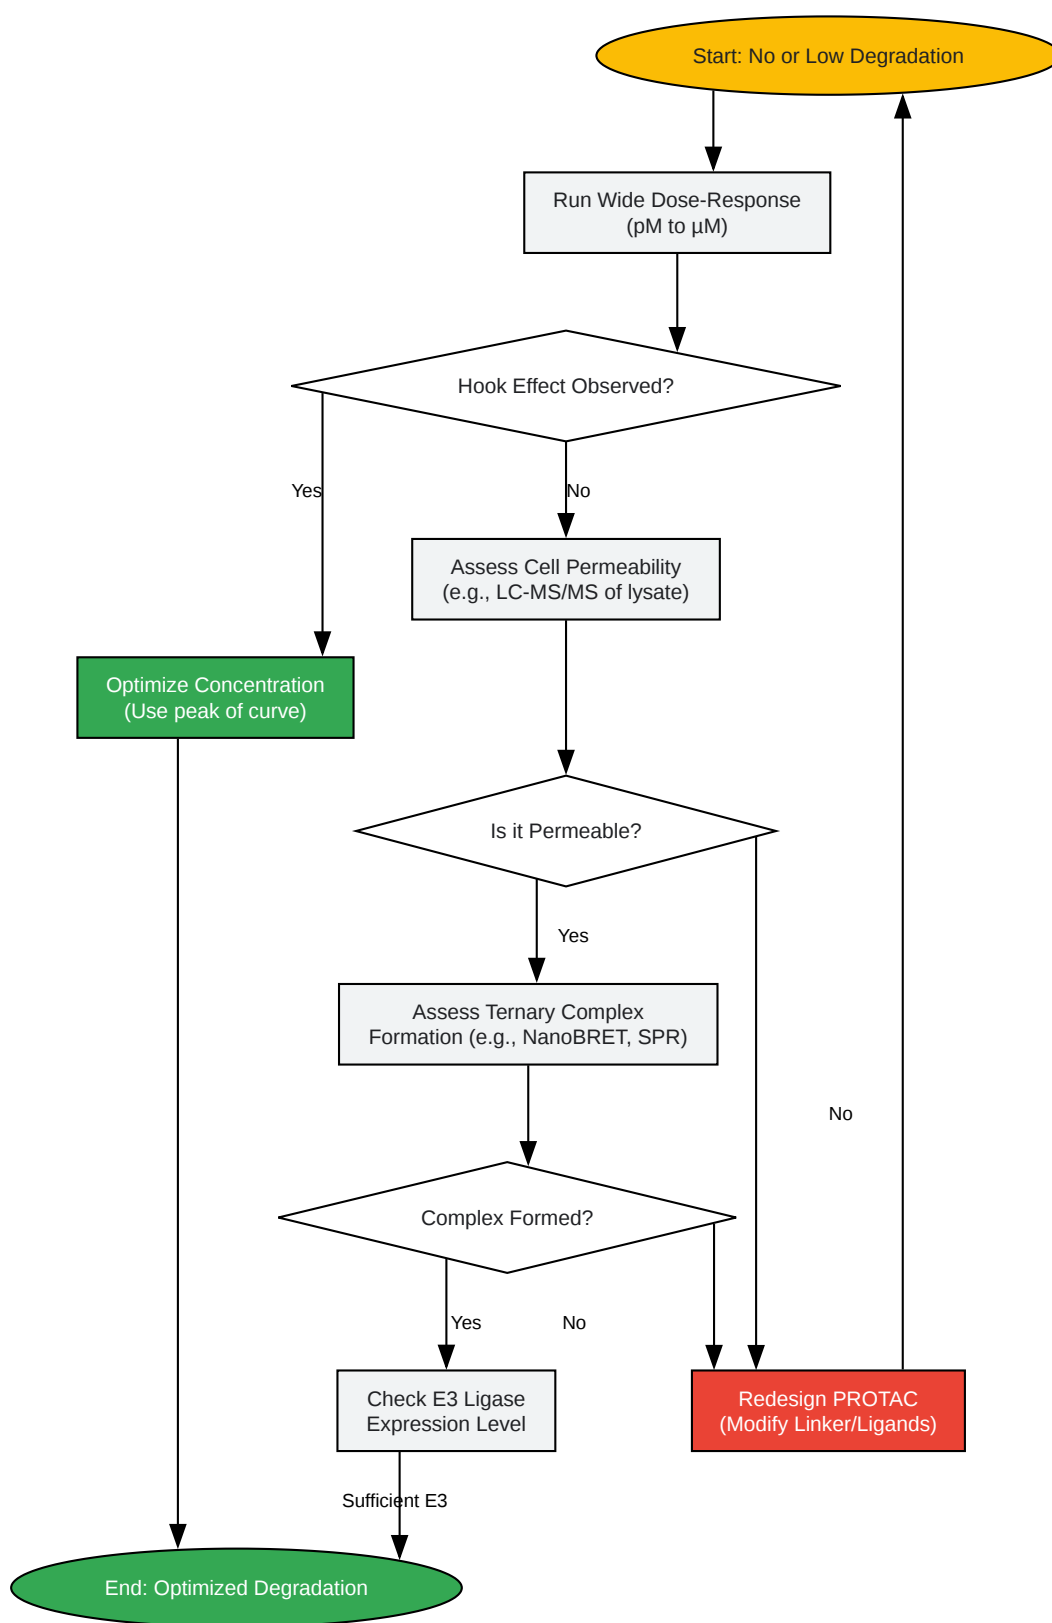 Start: No or Low Degradation
Run Wide Dose-Response
(pM to µM)
Hook Effect Observed?
Yes
No
Assess Cell Permeability
(e.g., LC-MS/MS of lysate)
Optimize Concentration
(Use peak of curve)
Is it Permeable?
Yes
Assess Ternary Complex
Formation (e.g., NanoBRET, SPR)
No
Complex Formed?
Yes
No
Check E3 Ligase
Expression Level
Redesign PROTAC
(Modify Linker/Ligands)
Sufficient E3
End: Optimized Degradation